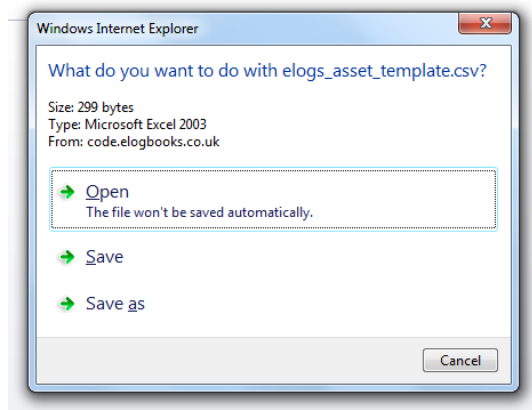 Windows Internet Explorer
What do you want to do with elogs_asset_template.csv?
Size: 299 bytes
Type: Microsoft Excel 2003
From: code.elogbooks.co.uk
Open
The file won't be saved automatically.
Save
Save as
Cancel